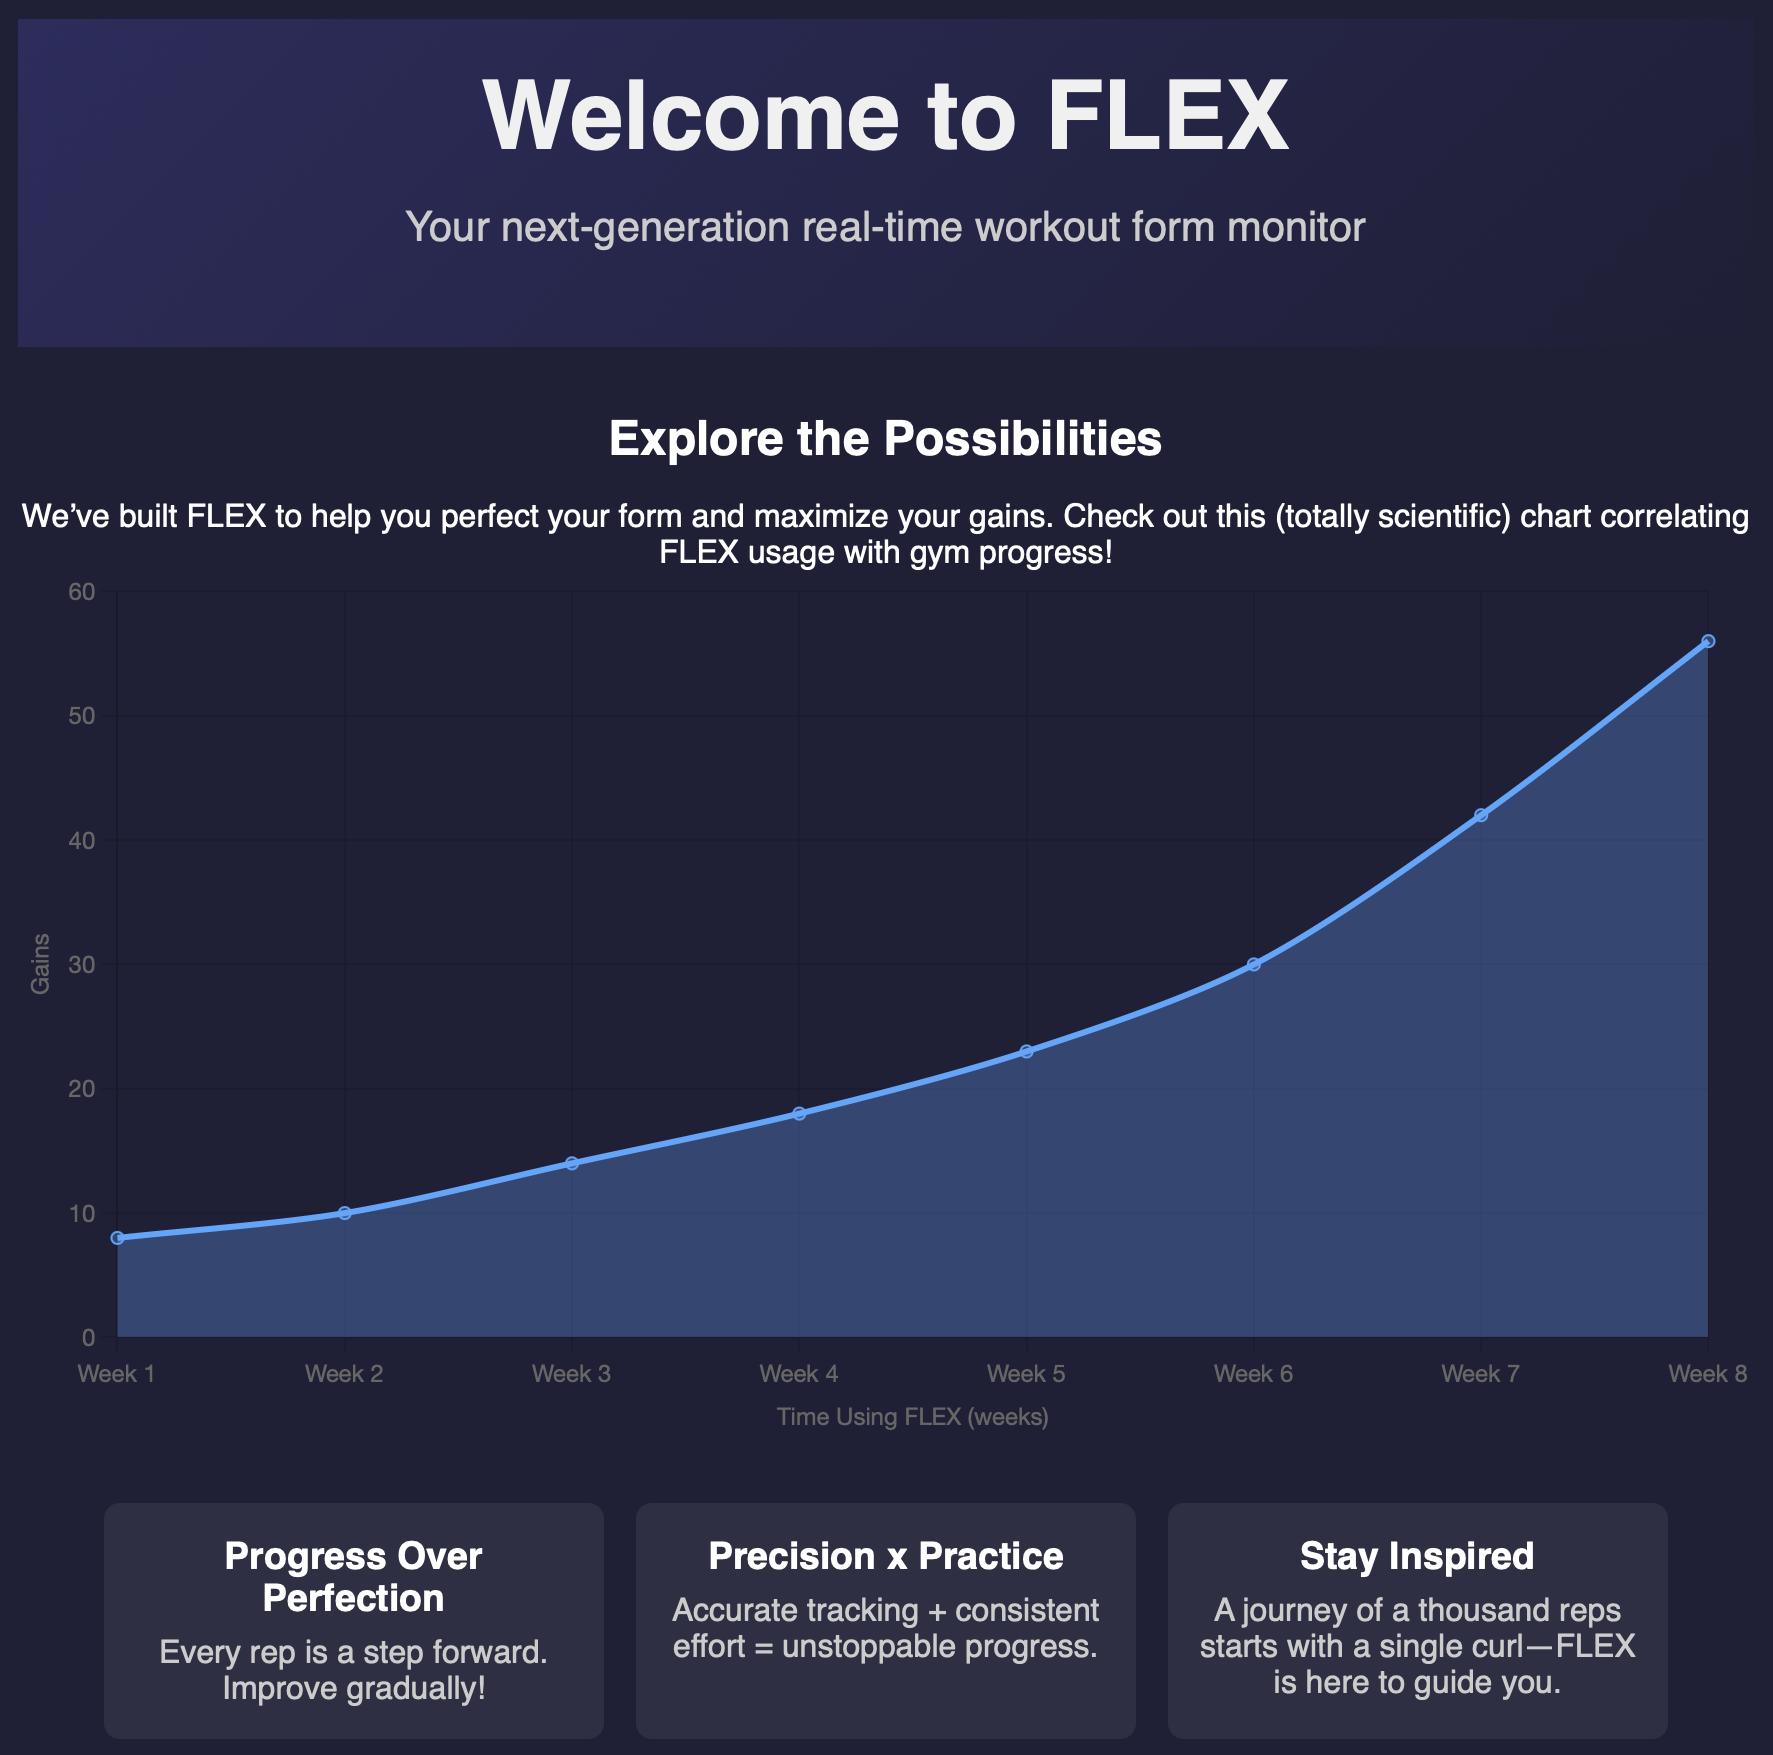 Welcome to FLEX
Your next-generation real-time workout form monitor
Explore the Possibilities
We’ve built FLEX to help you perfect your form and maximize your gains. Check out this (totally scientific) chart correlating
FLEX usage with gym progress!
60
50
40
30
20
10
0
Gains
Week 1 Week 2 Week 3 Week 4 Week 5 Week 6 Week 7 Week 8
Time Using FLEX (weeks)
Progress Over
Perfection
Every rep is a step forward.
Improve gradually!
Precision x Practice
Accurate tracking + consistent
effort = unstoppable progress.
Stay Inspired
A journey of a thousand reps
starts with a single curl—FLEX
is here to guide you.